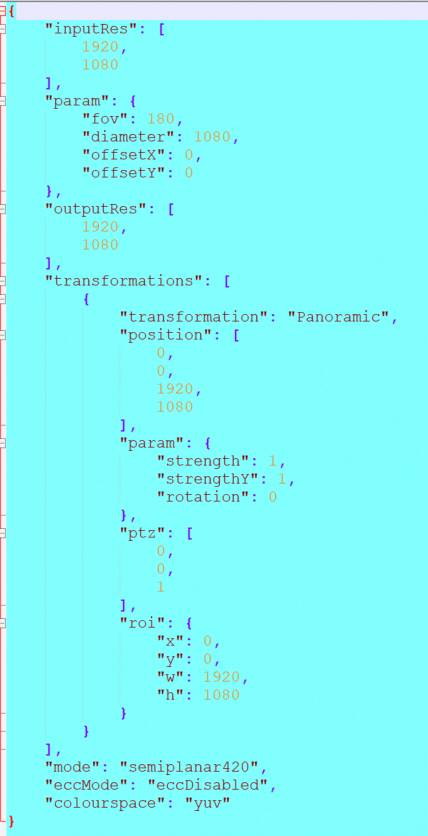 {
    "inputRes": [
        1920,
        1080
    ],
    "param": {
        "fov": 180,
        "diameter": 1080,
        "offsetX": 0,
        "offsetY": 0
    },
    "outputRes": [
        1920,
        1080
    ],
    "transformations": [
        {
            "transformation": "Panoramic",
            "position": [
                0,
                0,
                1920,
                1080
            ],
            "param": {
                "strength": 1,
                "strengthY": 1,
                "rotation": 0
            },
            "ptz": [
                0,
                0,
                1
            ],
            "roi": {
                "x": 0,
                "y": 0,
                "w": 1920,
                "h": 1080
            }
        }
    ],
    "mode": "semiplanar420",
    "eccMode": "eccDisabled",
    "colourspace": "yuv"
}